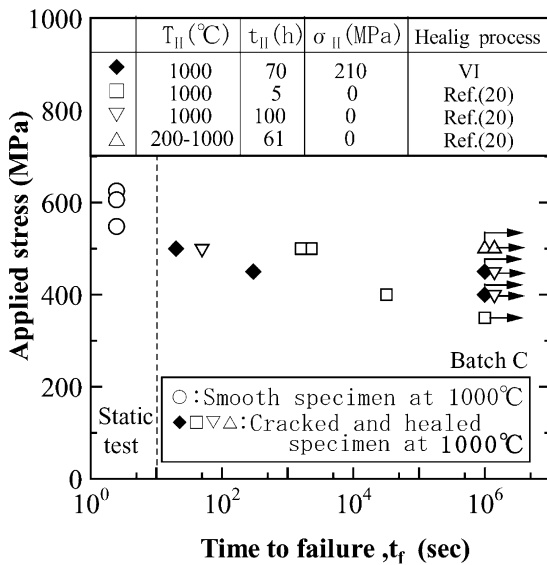 1000
800
600
400
200
0
Applied stress (MPa)
T_II (℃) t_II (h) σ_II (MPa) Healig process
◆ 1000 70 210 VI
□ 1000 5 0 Ref.(20)
▽ 1000 100 0 Ref.(20)
△ 200-1000 61 0 Ref.(20)
Batch C
○:Smooth specimen at 1000℃
◆□▽△:Cracked and healed
specimen at 1000℃
Static
test
10^0 10^2 10^4 10^6
Time to failure ,t_f (sec)